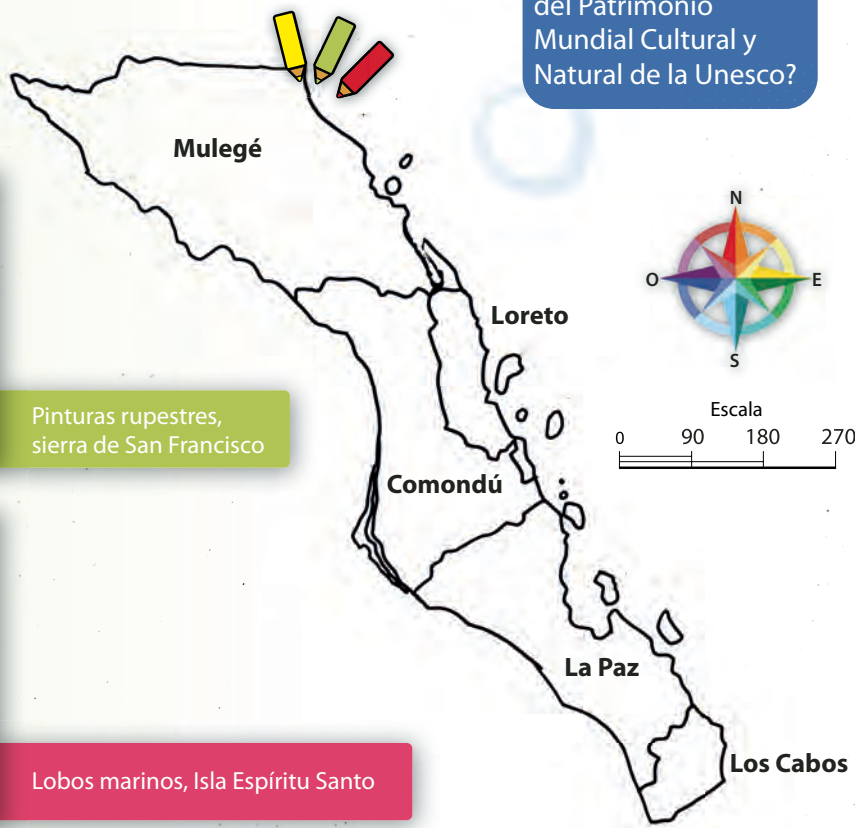 del Patrimonio
Mundial Cultural y
Natural de la Unesco?
Mulegé
N
O
E
S
Loreto
Escala
0 90 180 270
Pinturas rupestres,
sierra de San Francisco
Comondú
La Paz
Los Cabos
Lobos marinos, Isla Espíritu Santo